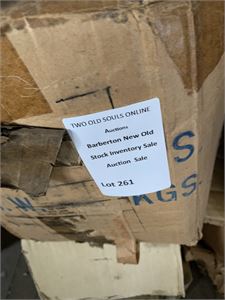 TWO OLD SOULS ONLINE
Auctions
Barberton New Old
Stock Inventory Sale
Auction Sale
Lot 261
S
KGS.